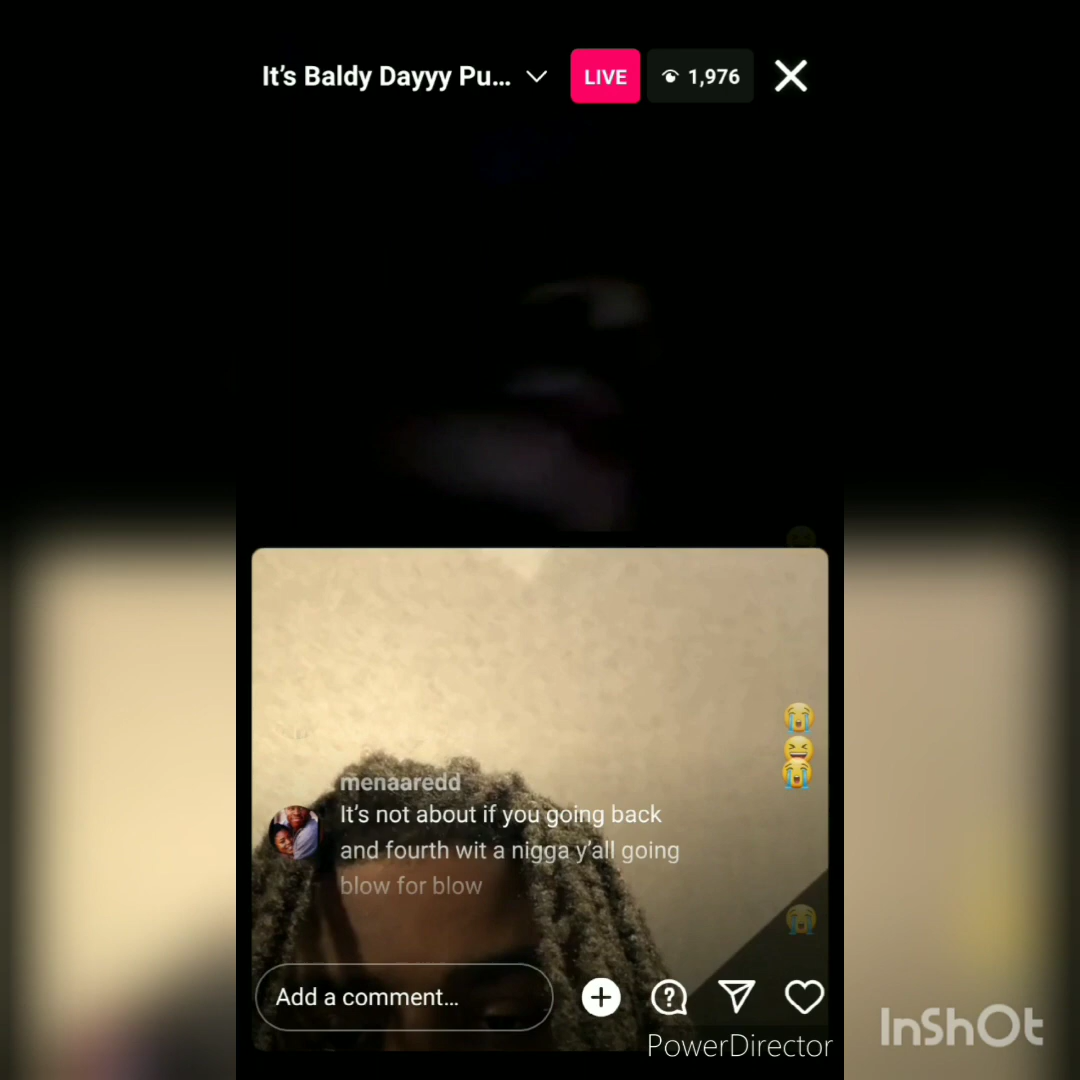 It’s Baldy Dayyy Pu...
LIVE
1,976
menaaredd
It’s not about if you going back
and fourth wit a nigga y’all going
blow for blow
Add a comment...
PowerDirector
InShOt